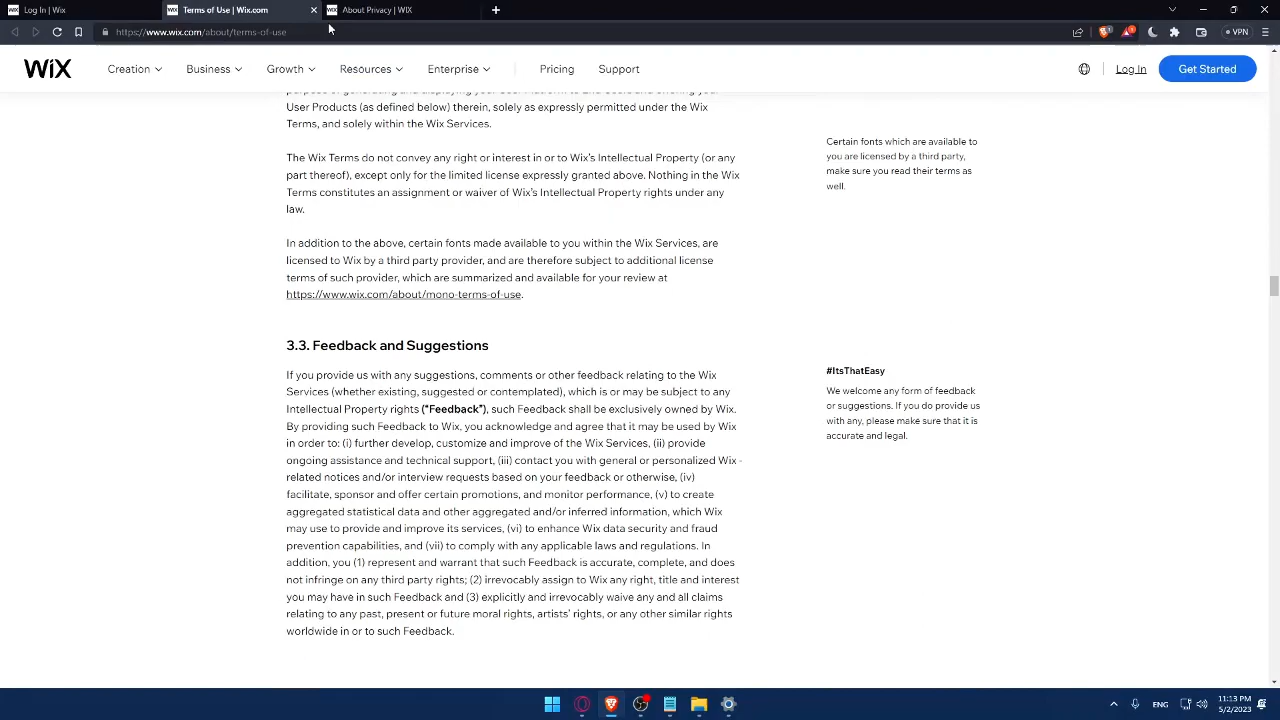 WiX Log In | Wix
WiX Terms of Use | Wix.com
WiX About Privacy | WIX
https://www.wix.com/about/terms-of-use
VPN
WiX
Creation
Business
Growth
Resources
Enterprise
Pricing
Support
Log In
Get Started
User Products (as defined below) therein, solely as expressly permitted under the Wix
Terms, and solely within the Wix Services.
The Wix Terms do not convey any right or interest in or to Wix's Intellectual Property (or any
part thereof), except only for the limited license expressly granted above. Nothing in the Wix
Terms constitutes an assignment or waiver of Wix's Intellectual Property rights under any
law.
In addition to the above, certain fonts made available to you within the Wix Services, are
licensed to Wix by a third party provider, and are therefore subject to additional license
terms of such provider, which are summarized and available for your review at
https://www.wix.com/about/mono-terms-of-use.
Certain fonts which are available to
you are licensed by a third party,
make sure you read their terms as
well.
3.3. Feedback and Suggestions
If you provide us with any suggestions, comments or other feedback relating to the Wix
Services (whether existing, suggested or contemplated), which is or may be subject to any
Intellectual Property rights (“Feedback”), such Feedback shall be exclusively owned by Wix.
By providing such Feedback to Wix, you acknowledge and agree that it may be used by Wix
in order to: (i) further develop, customize and improve of the Wix Services, (ii) provide
ongoing assistance and technical support, (iii) contact you with general or personalized Wix -
related notices and/or interview requests based on your feedback or otherwise, (iv)
facilitate, sponsor and offer certain promotions, and monitor performance, (v) to create
aggregated statistical data and other aggregated and/or inferred information, which Wix
may use to provide and improve its services, (vi) to enhance Wix data security and fraud
prevention capabilities, and (vii) to comply with any applicable laws and regulations. In
addition, you (1) represent and warrant that such Feedback is accurate, complete, and does
not infringe on any third party rights; (2) irrevocably assign to Wix any right, title and interest
you may have in such Feedback and (3) explicitly and irrevocably waive any and all claims
relating to any past, present or future moral rights, artists' rights, or any other similar rights
worldwide in or to such Feedback.
#ItsThatEasy
We welcome any form of feedback
or suggestions. If you do provide us
with any, please make sure that it is
accurate and legal.
ENG
11:13 PM
5/2/2023